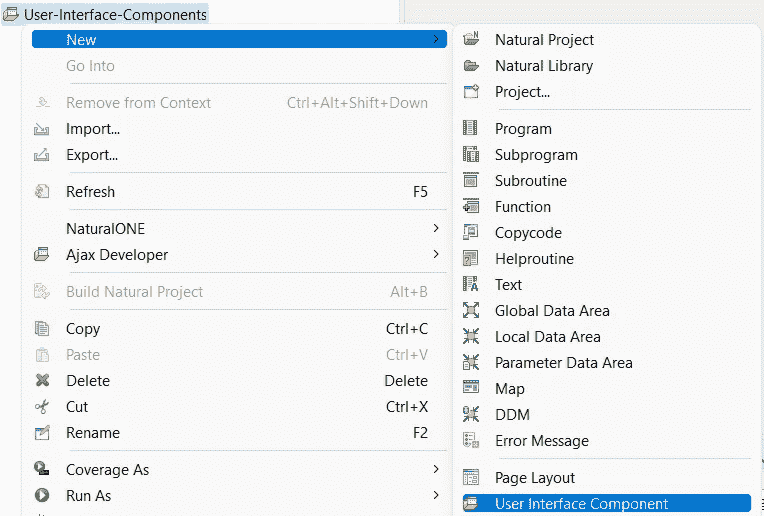 User-Interface-Components
New
Go Into
Remove from Context Ctrl+Alt+Shift+Down
Import...
Export...
Refresh F5
NaturalONE
Ajax Developer
Build Natural Project Alt+B
Copy Ctrl+C
Paste Ctrl+V
Delete Delete
Cut Ctrl+X
Rename F2
Coverage As
Run As
Natural Project
Natural Library
Project...
Program
Subprogram
Subroutine
Function
Copycode
Helproutine
Text
Global Data Area
Local Data Area
Parameter Data Area
Map
DDM
Error Message
Page Layout
User Interface Component